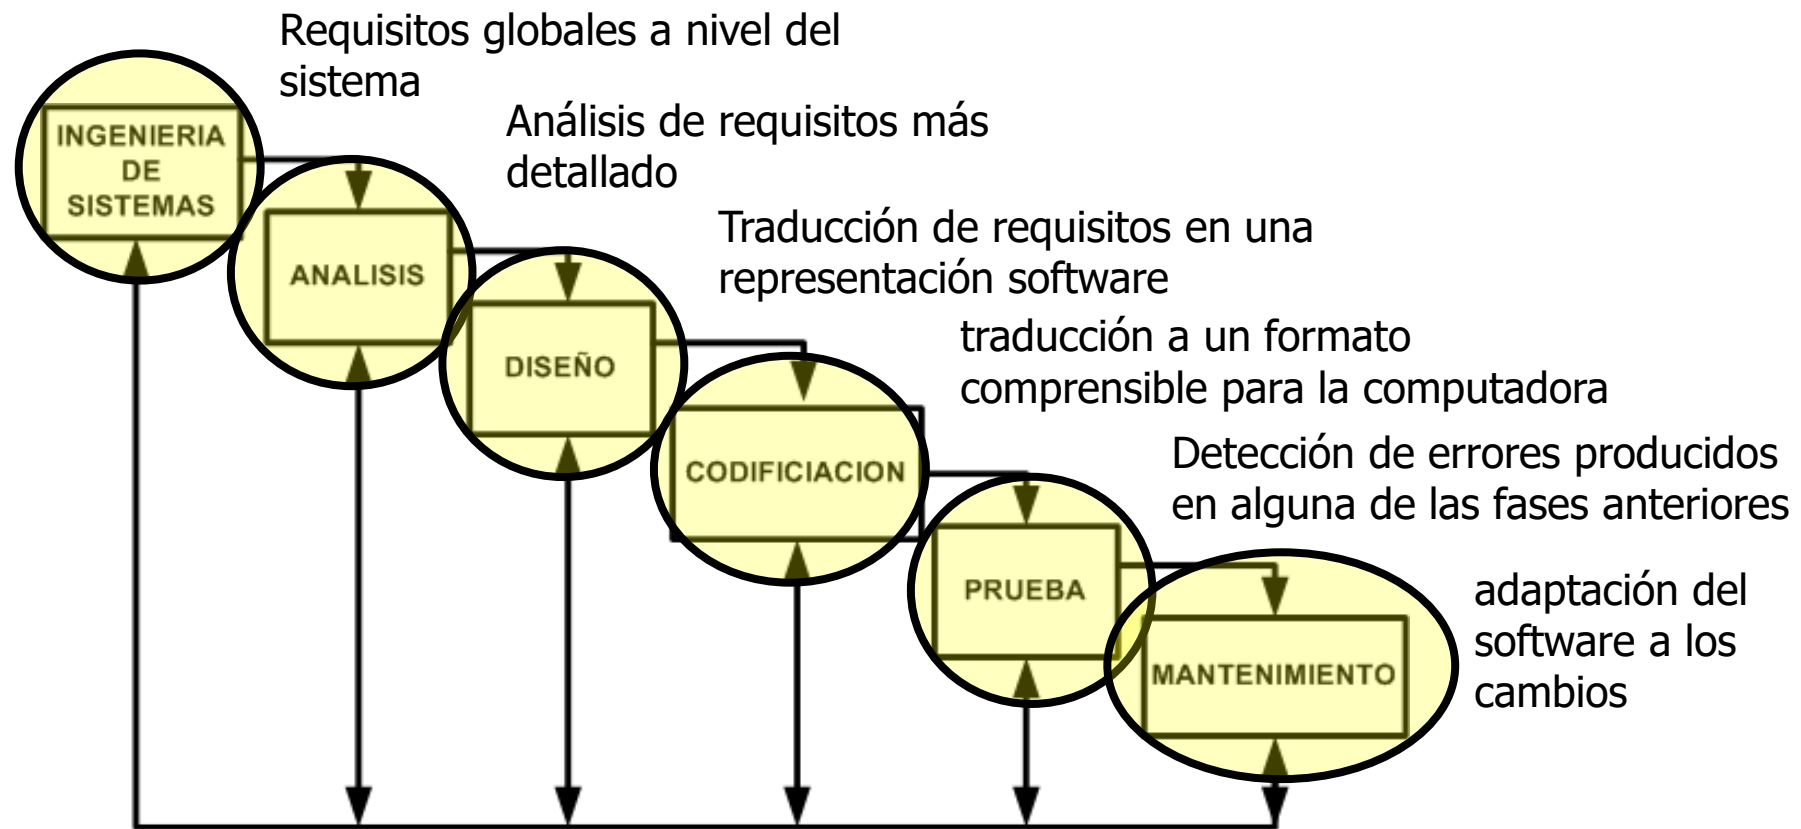 Requisitos globales a nivel del
sistema
INGENIERIA
DE
SISTEMAS
Análisis de requisitos más
detallado
ANALISIS
Traducción de requisitos en una
representación software
DISEÑO
traducción a un formato
comprensible para la computadora
CODIFICIACION
Detección de errores producidos
en alguna de las fases anteriores
PRUEBA
adaptación del
software a los
cambios
MANTENIMIENTO